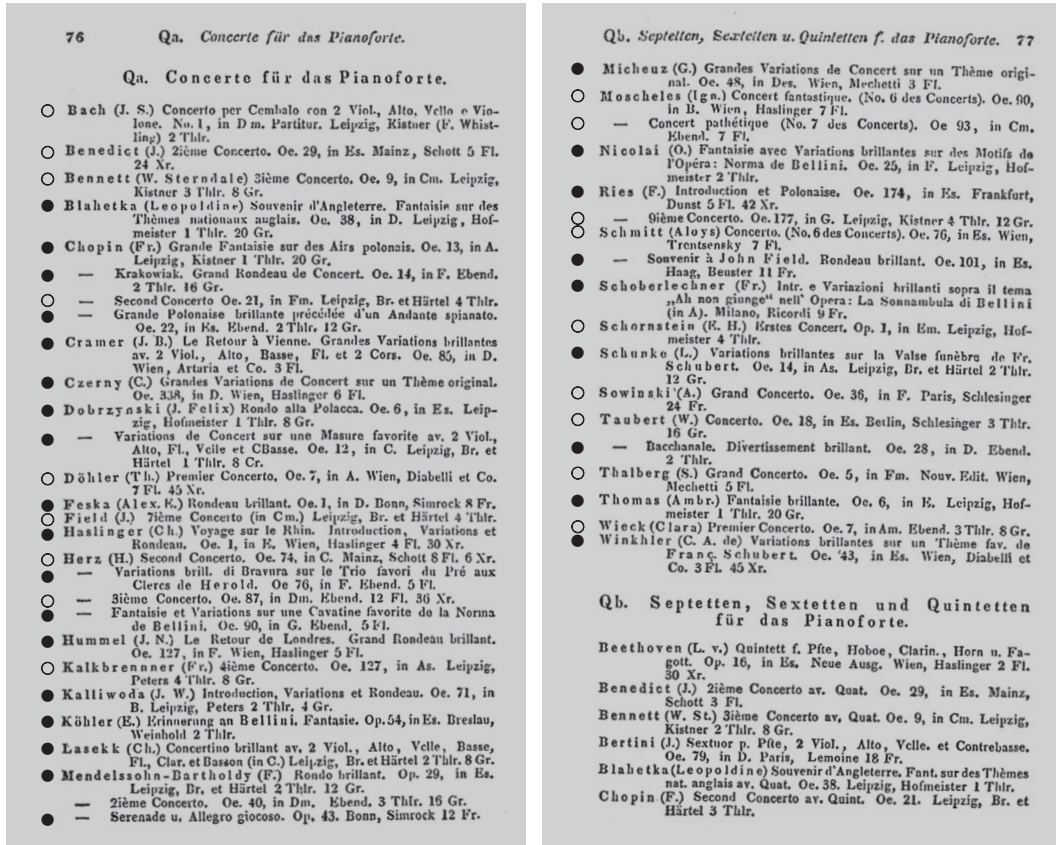 76 Qa. Concerte für das Pianoforte.
Qa. Concerte für das Pianoforte.
Bach (J. S.) Concerto per Cembalo con 2 Viol., Alto, Vcllo e Vio-
lone. No. 1, in D m. Partitur. Leipzig, Kistner (F. Whist-
ling) 2 Thlr.
Benedict (J.) 2ième Concerto. Oe. 29, in Es. Mainz, Schott 5 Fl.
24 Xr.
Bennett (W. Sterndale) 3ième Concerto. Oe. 9, in Cm. Leipzig,
Kistner 3 Thlr. 8 Gr.
Blahetka (Leopoldine) Souvenir d'Angleterre. Fantaisie sur des
Thèmes nationaux anglais. Oe. 38, in D. Leipzig, Hof-
meister 1 Thlr. 20 Gr.
Chopin (Fr.) Grande Fantaisie sur des Airs polonais. Oe. 13, in A.
Leipzig, Kistner 1 Thlr. 20 Gr.
— Krakowiak. Grand Rondeau de Concert. Oe. 14, in F. Ebend.
2 Thlr. 16 Gr.
— Second Concerto Oe. 21, in Fm. Leipzig, Br. et Härtel 4 Thlr.
— Grande Polonaise brillante précédée d'un Andante spianato.
Oe. 22, in Es. Ebend. 2 Thlr. 12 Gr.
Cramer (J. B.) Le Retour à Vienne. Grandes Variations brillantes
av. 2 Viol., Alto, Basse, Fl. et 2 Cors. Oe. 85, in D.
Wien, Artaria et Co. 3 Fl.
Czerny (C.) Grandes Variations de Concert sur un Thème original.
Oe. 338, in D. Wien, Haslinger 6 Fl.
Dobrzynski (J. Felix) Rondo alla Polacca. Oe. 6, in Es. Leip-
zig, Hofmeister 1 Thlr. 8 Gr.
— Variations de Concert sur une Masure favorite av. 2 Viol.,
Alto, Fl., Vclle et CBasse. Oe. 12, in C. Leipzig, Br. et
Härtel 1 Thlr. 8 Cr.
Döhler (Th.) Premier Concerto. Oe. 7, in A. Wien, Diabelli et Co.
7 Fl. 45 Xr.
Feska (Alex. E.) Rondeau brillant. Oe. 1, in D. Bonn, Simrock 8 Fr.
Field (J.) 7ième Concerto (in Cm.) Leipzig, Br. et Härtel 4 Thlr.
Haslinger (Ch.) Voyage sur le Rhin. Introduction, Variations et
Rondeau. Oe. 1, in E. Wien, Haslinger 4 Fl. 30 Xr.
Herz (H.) Second Concerto. Oe. 74, in C. Mainz, Schott 8 Fl. 6 Xr.
— Variations brill. di Bravura sur le Trio favori du Pré aux
Clercs de Herold. Oe 76, in F. Ebend. 5 Fl.
— 3ième Concerto. Oe. 87, in Dm. Ebend. 12 Fl. 36 Xr.
— Fantaisie et Variations sur une Cavatine favorite de la Norma
de Bellini. Oe. 90, in G. Ebend. 5 Fl.
Hummel (J. N.) Le Retour de Londres. Grand Rondeau brillant.
Oe. 127, in F. Wien, Haslinger 5 Fl.
Kalkbrennner (Fr.) 4ième Concerto. Oe. 127, in As. Leipzig,
Peters 4 Thlr. 8 Gr.
Kalliwoda (J. W.) Introduction, Variations et Rondeau. Oe. 71, in
B. Leipzig, Peters 2 Thlr. 4 Gr.
Köhler (E.) Erinnerung an Bellini. Fantasie. Op. 54, in Es. Breslau,
Weinhold 2 Thlr.
Lasekk (Ch.) Concertino brillant av. 2 Viol., Alto, Vclle, Basse,
Fl., Clar. et Basson (in C.) Leipzig, Br. et Härtel 2 Thlr. 8 Gr.
Mendelssohn-Bartholdy (F.) Rondo brillant. Op. 29, in Es.
Leipzig, Br. et Härtel 2 Thlr. 12 Gr.
— 2ième Concerto. Oe. 40, in Dm. Ebend. 3 Thlr. 16 Gr.
— Serenade u. Allegro giocoso. Op. 43. Bonn, Simrock 12 Fr.
Qb. Septetten, Sextetten u. Quintetten f. das Pianoforte. 77
Micheuz (G.) Grandes Variations de Concert sur un Thème origi-
nal. Oe. 48, in Des. Wien, Mechetti 3 Fl.
Moscheles (Ign.) Concert fantastique. (No. 6 des Concerts). Oe. 90,
in B. Wien, Haslinger 7 Fl.
— Concert pathétique (No. 7 des Concerts). Oe 93, in Cm.
Ebend. 7 Fl.
Nicolai (O.) Fantaisie avec Variations brillantes sur des Motifs de
l'Opéra: Norma de Bellini. Oe. 25, in F. Leipzig, Hof-
meister 2 Thlr.
Ries (F.) Introduction et Polonaise. Oe. 174, in Es. Frankfurt,
Dunst 5 Fl. 42 Xr.
— 9ième Concerto. Oe. 177, in G. Leipzig, Kistner 4 Thlr. 12 Gr.
Schmitt (Aloys) Concerto. (No. 6 des Concerts). Oe. 76, in Es. Wien,
Trentsensky 7 Fl.
— Souvenir à John Field. Rondeau brillant. Oe. 101, in Es.
Haag, Beuster 11 Fr.
Schoberlechner (Fr.) Intr. e Variazioni brillanti sopra il tema
„Ah non giunge“ nell' Opera: La Sonnambula di Bellini
(in A). Milano, Ricordi 9 Fr.
Schornstein (E. H.) Erstes Concert. Op. 1, in Em. Leipzig, Hof-
meister 4 Thlr.
Schunke (L.) Variations brillantes sur la Valse funèbre de Fr.
Schubert. Oe. 14, in As. Leipzig, Br. et Härtel 2 Thlr.
12 Gr.
Sowinski (A.) Grand Concerto. Oe. 36, in F. Paris, Schlesinger
24 Fr.
Taubert (W.) Concerto. Oe. 18, in Es. Berlin, Schlesinger 3 Thlr.
16 Gr.
— Bacchanale. Divertissement brillant. Oe. 28, in D. Ebend.
2 Thlr.
Thalberg (S.) Grand Concerto. Oe. 5, in Fm. Nouv. Edit. Wien,
Mechetti 5 Fl.
Thomas (Ambr.) Fantaisie brillante. Oe. 6, in E. Leipzig, Hof-
meister 1 Thlr. 20 Gr.
Wieck (Clara) Premier Concerto. Oe. 7, in Am. Ebend. 3 Thlr. 8 Gr.
Winkhler (C. A. de) Variations brillantes sur un Thème fav. de
Franç. Schubert. Oe. 43, in Es. Wien, Diabelli et
Co. 3 Fl. 45 Xr.
Qb. Septetten, Sextetten und Quintetten
für das Pianoforte.
Beethoven (L. v.) Quintett f. Pfte, Hoboe, Clarin., Horn u. Fa-
gott. Op. 16, in Es. Neue Ausg. Wien, Haslinger 2 Fl.
30 Xr.
Benedict (J.) 2ième Concerto av. Quat. Oe. 29, in Es. Mainz,
Schott 3 Fl.
Bennett (W. St.) 3ième Concerto av. Quat. Oe. 9, in Cm. Leipzig,
Kistner 2 Thlr. 8 Gr.
Bertini (J.) Sextuor p. Pfte, 2 Viol., Alto, Vclle. et Contrebasse.
Oe. 79, in D. Paris, Lemoine 18 Fr.
Blahetka (Leopoldine) Souvenir d'Angleterre. Fant. sur des Thèmes
nat. anglais av. Quat. Oe. 38. Leipzig, Hofmeister 1 Thlr.
Chopin (F.) Second Concerto av. Quint. Oe. 21. Leipzig, Br. et
Härtel 3 Thlr.